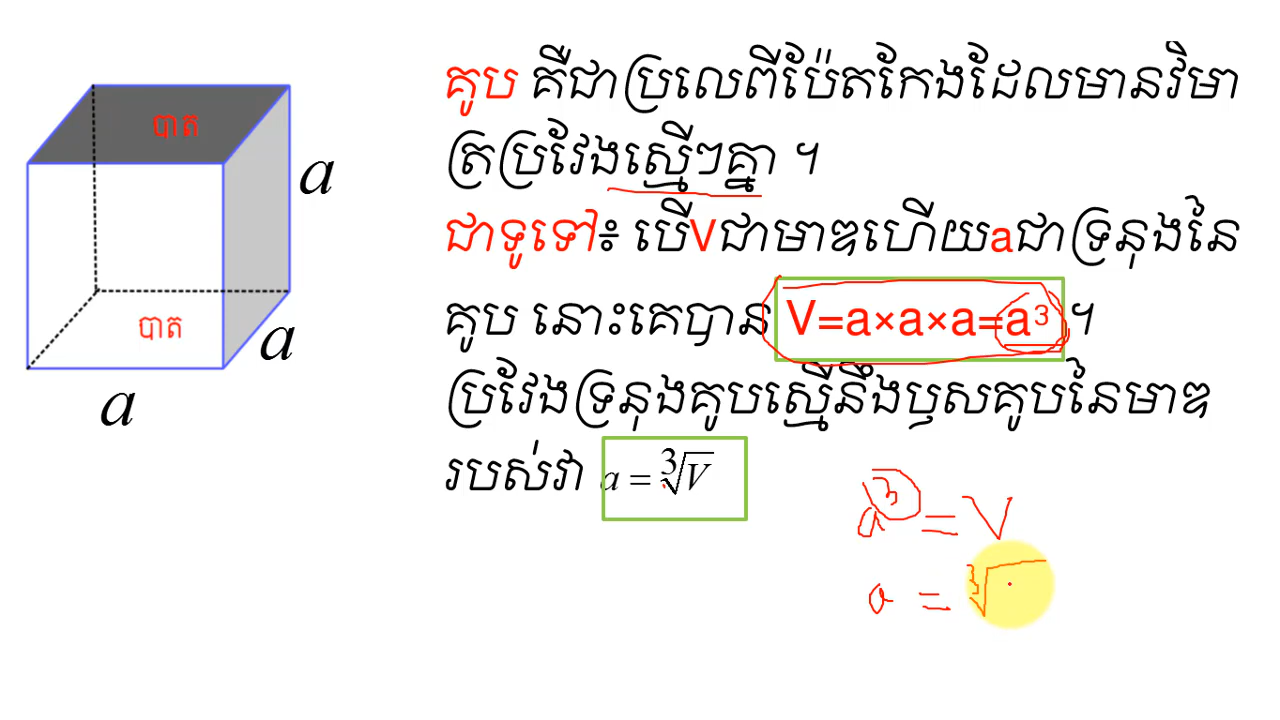 បាត
a
បាត
a
a
គូប គឺជាប្រលេពីប៉ែតកែងដែលមានវិមា
ត្រប្រវែងស្មើៗគ្នា ។
ជាទូទៅ៖ បើVជាមាឌហើយaជាទ្រនុងនៃ
គូប នោះគេបាន V=a×a×a=a³ ។
ប្រវែងទ្រនុងគូបស្មើនឹងឫសគូបនៃមាឌ
របស់វា a = ∛V
a³ = V
a = ∛